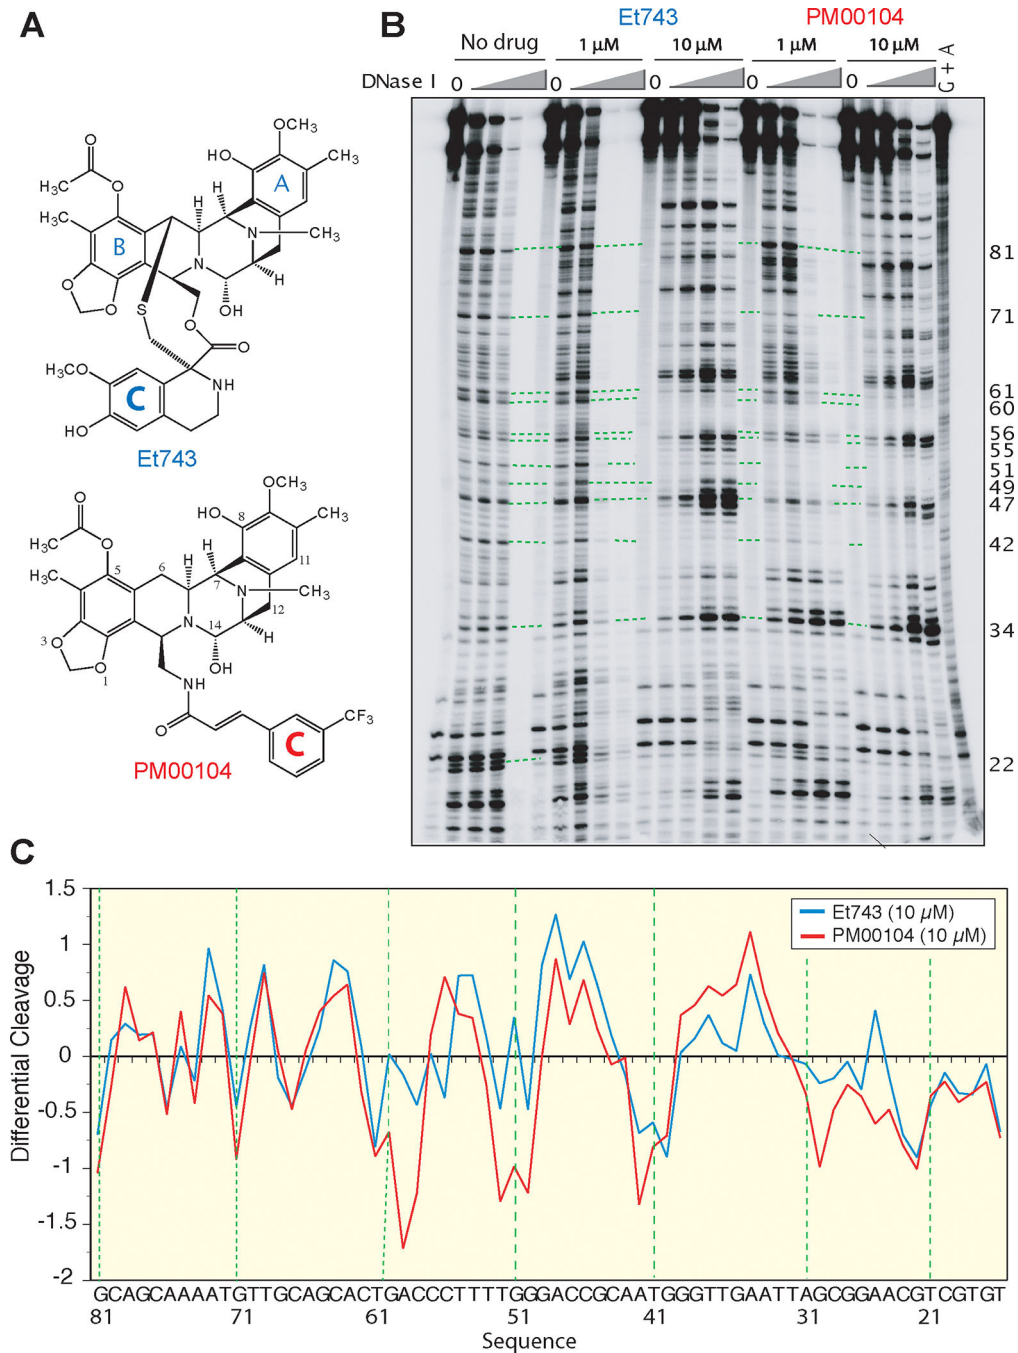 A
B
Et743
PM00104
No drug
1 µM
10 µM
1 µM
10 µM
G + A
DNase I
0
0
0
0
0
OCH3
HO
CH3
A
O
CH3
O
H3C
B
H
H
N
CH3
N
H
OH
O
O
S
O
O
H3CO
C
NH
HO
Et743
OCH3
HO
8
CH3
O
H3C
O
5
6
H
H
7
11
H3C
N
CH3
12
N
14
H
3
O
O
1
OH
NH
O
C
CF3
PM00104
81
71
61
60
56
55
51
49
47
42
34
22
C
1.5
1
0.5
0
-0.5
-1
-1.5
-2
Differential Cleavage
Et743 (10 µM)
PM00104 (10 µM)
GCAGCAAAATGTTGCAGCACTGACCCTTTTGGGACCGCAATGGGTTGAATTAGCGGAACGTCGTGT
81
71
61
51
41
31
21
Sequence